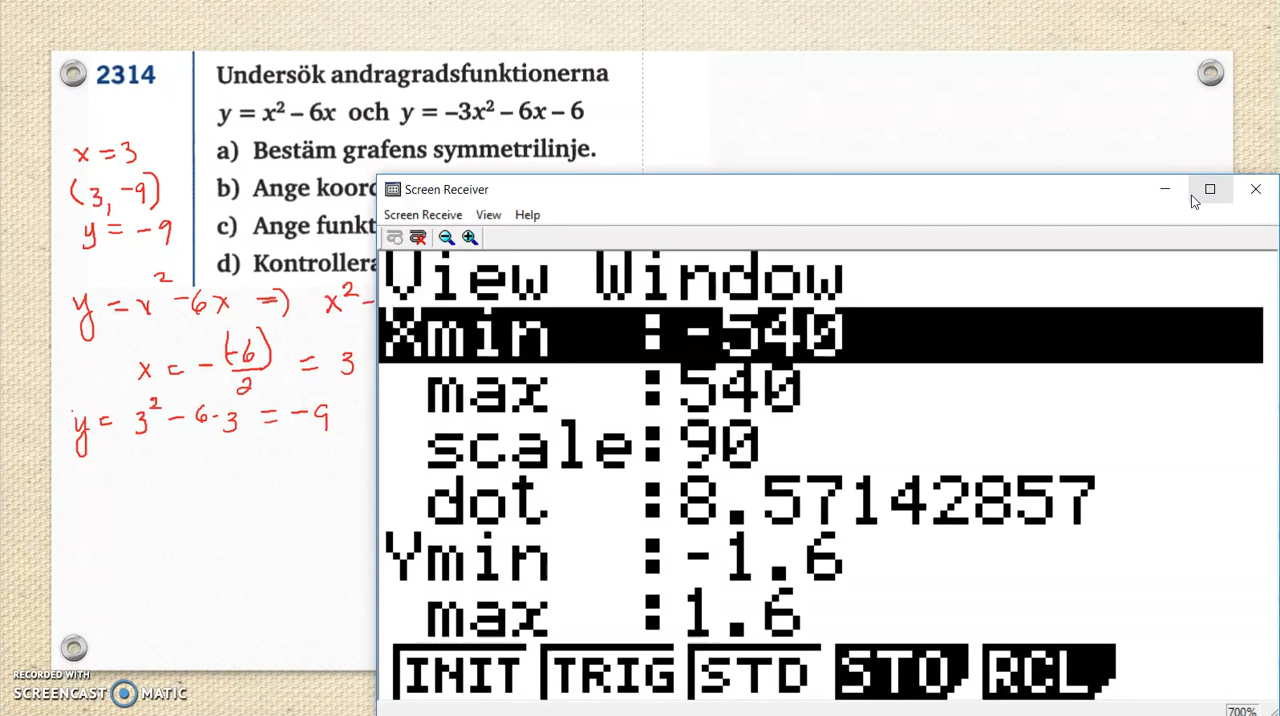 2314
Undersök andragradsfunktionerna
y = x² – 6x och y = –3x² – 6x – 6
a) Bestäm grafens symmetrilinje.
b) Ange koord
c) Ange funkt
d) Kontrollera
x = 3
(3, -9)
y = -9
y = x² - 6x => x² -
x = - (-6)/2 = 3
y = 3² - 6·3 = -9
Screen Receiver
Screen Receive View Help
View Window
Xmin :-540
max :540
scale:90
dot :8.57142857
Ymin :-1.6
max :1.6
INIT TRIG STD STO RCL
700%
RECORDED WITH
SCREENCAST MATIC